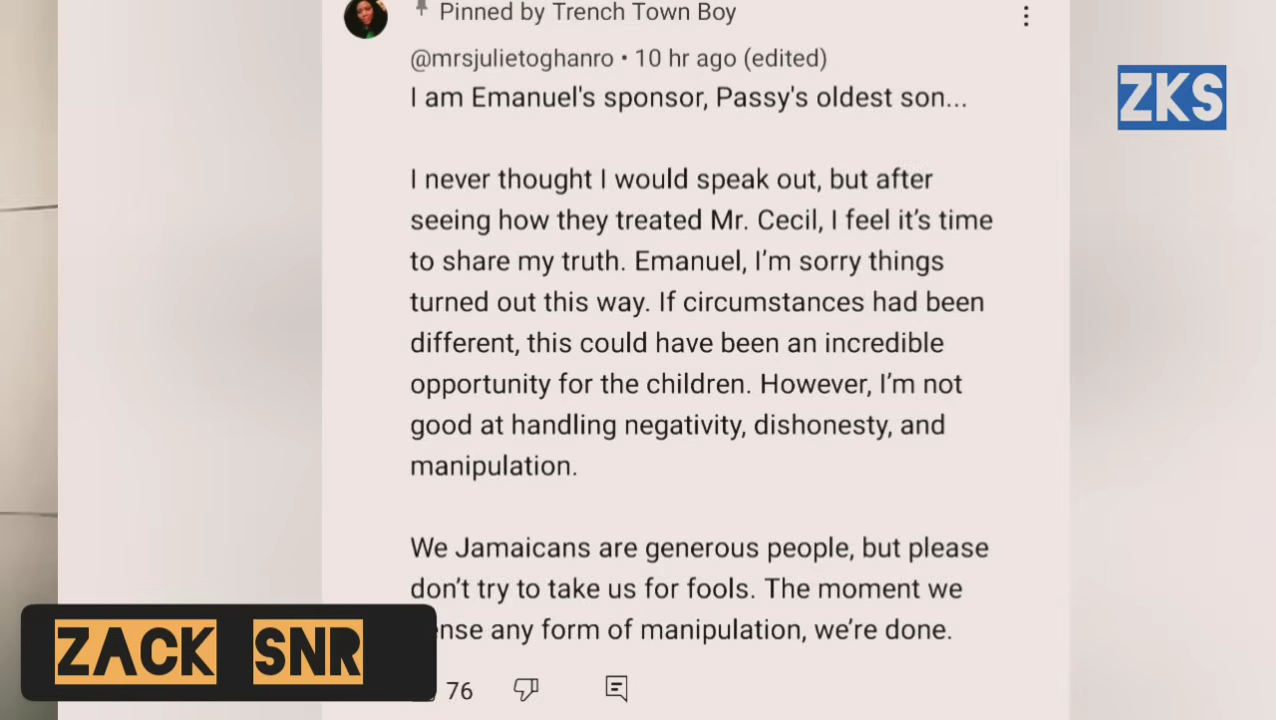 Pinned by Trench Town Boy
@mrsjulietoghanro • 10 hr ago (edited)
ZKS
I am Emanuel's sponsor, Passy's oldest son...
I never thought I would speak out, but after
seeing how they treated Mr. Cecil, I feel it’s time
to share my truth. Emanuel, I’m sorry things
turned out this way. If circumstances had been
different, this could have been an incredible
opportunity for the children. However, I’m not
good at handling negativity, dishonesty, and
manipulation.
We Jamaicans are generous people, but please
don’t try to take us for fools. The moment we
ense any form of manipulation, we’re done.
ZACK SNR
76